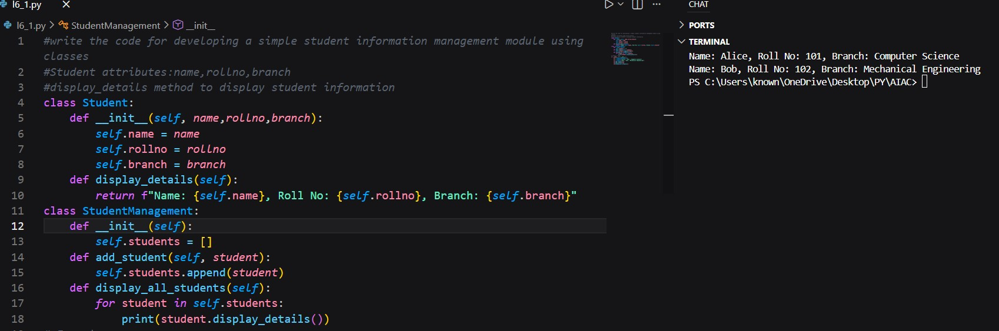 l6_1.py
l6_1.py > StudentManagement > __init__
1 #write the code for developing a simple student information management module using
classes
2 #Student attributes:name,rollno,branch
3 #display_details method to display student information
4 class Student:
5     def __init__(self, name,rollno,branch):
6         self.name = name
7         self.rollno = rollno
8         self.branch = branch
9     def display_details(self):
10         return f"Name: {self.name}, Roll No: {self.rollno}, Branch: {self.branch}"
11 class StudentManagement:
12     def __init__(self):
13         self.students = []
14     def add_student(self, student):
15         self.students.append(student)
16     def display_all_students(self):
17         for student in self.students:
18             print(student.display_details())
CHAT
PORTS
TERMINAL
Name: Alice, Roll No: 101, Branch: Computer Science
Name: Bob, Roll No: 102, Branch: Mechanical Engineering
PS C:\Users\known\OneDrive\Desktop\PY\AIAC>